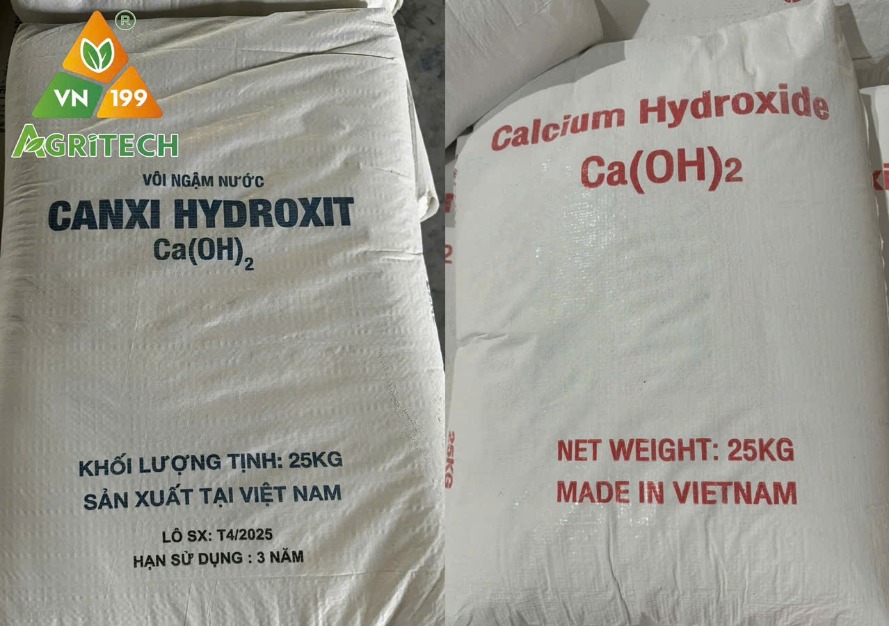 ®
VN 199
AGRITECH
VÔI NGẬM NƯỚC
CANXI HYDROXIT
Ca(OH)2
KHỐI LƯỢNG TỊNH: 25KG
SẢN XUẤT TẠI VIỆT NAM
LÔ SX: T4/2025
HẠN SỬ DỤNG : 3 NĂM
Calcium Hydroxide
Ca(OH)2
NET WEIGHT: 25KG
MADE IN VIETNAM
25KG